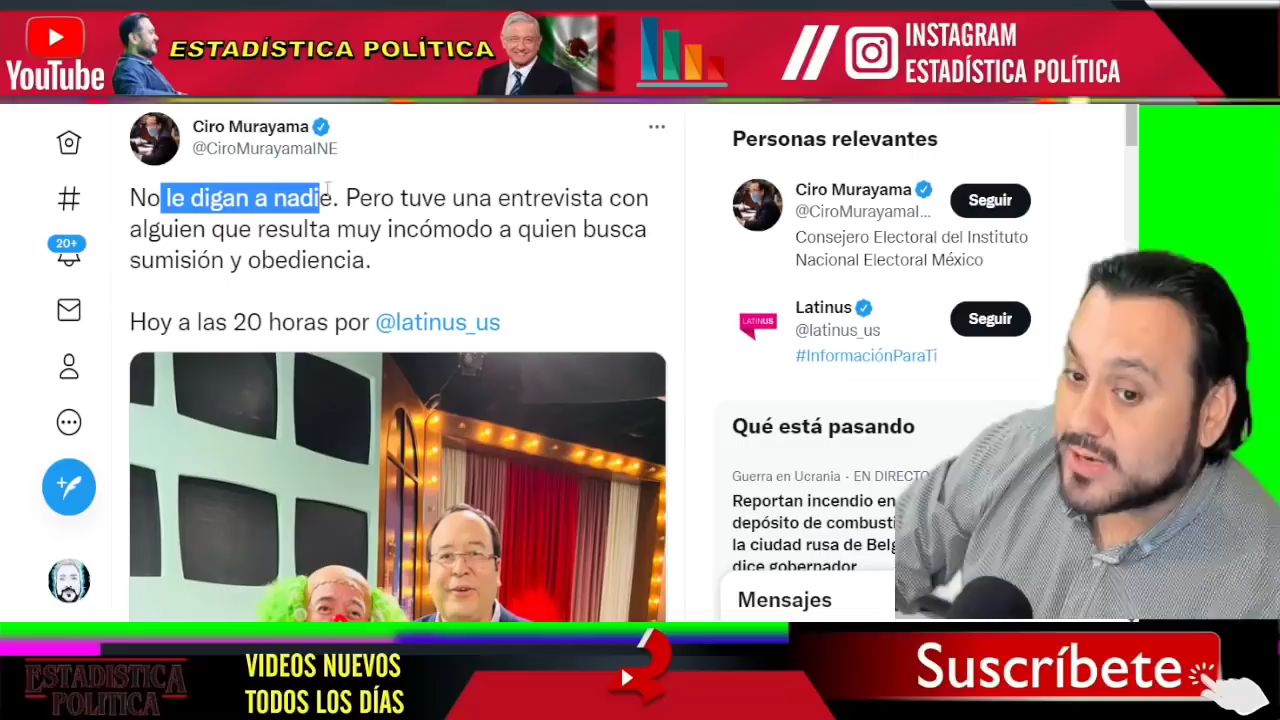 YouTube
ESTADÍSTICA POLÍTICA
INSTAGRAM
ESTADÍSTICA POLÍTICA
Ciro Murayama
@CiroMurayamaINE
No le digan a nadie. Pero tuve una entrevista con
alguien que resulta muy incómodo a quien busca
sumisión y obediencia.
Hoy a las 20 horas por @latinus_us
20+
Personas relevantes
Ciro Murayama
@CiroMurayamaI...
Seguir
Consejero Electoral del Instituto
Nacional Electoral México
LATINUS
Latinus
@latinus_us
Seguir
#InformaciónParaTi
Qué está pasando
Guerra en Ucrania · EN DIRECTO
Reportan incendio en
depósito de combusti
la ciudad rusa de Belg
dice gobernador
Mensajes
ESTADÍSTICA
POLÍTICA
VIDEOS NUEVOS
TODOS LOS DÍAS
Suscríbete